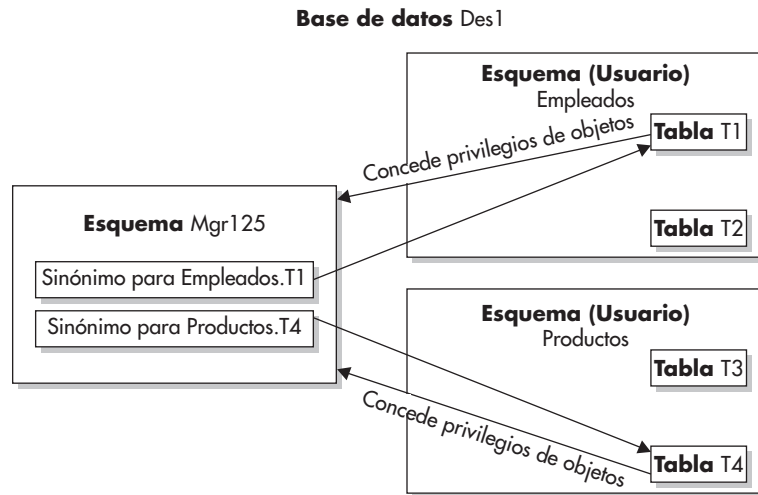 Base de datos Des1
Esquema (Usuario)
Empleados
Tabla T1
Concede privilegios de objetos
Tabla T2
Esquema Mgr125
Sinónimo para Empleados.T1
Sinónimo para Productos.T4
Esquema (Usuario)
Productos
Tabla T3
Concede privilegios de objetos
Tabla T4